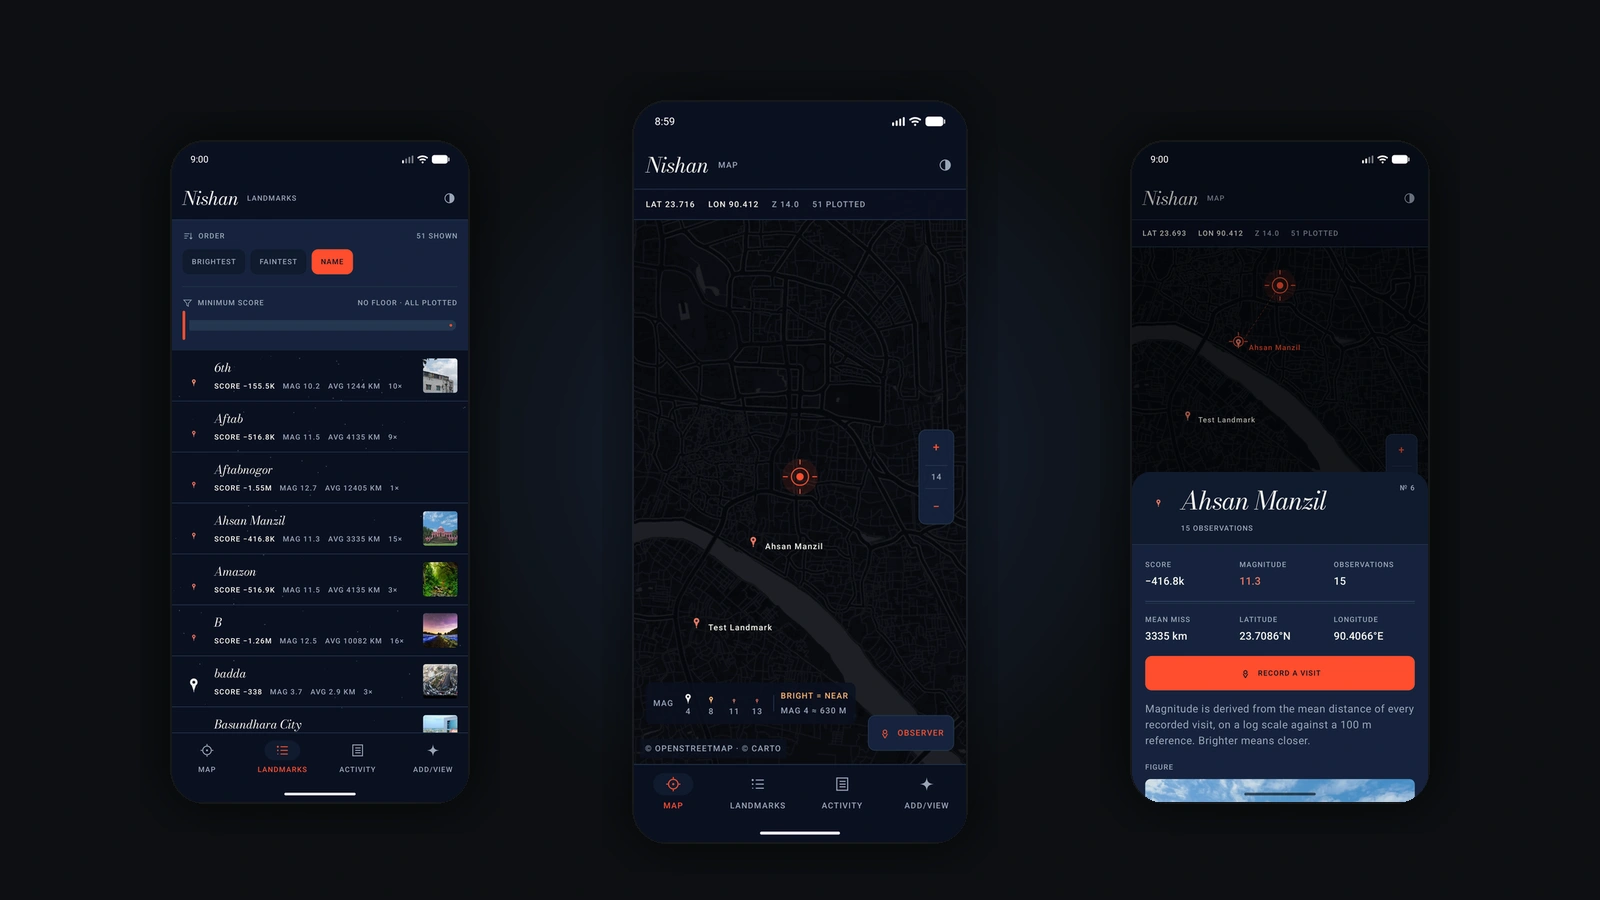 9:00
Nishan LANDMARKS
ORDER 51 SHOWN
BRIGHTEST FAINTEST NAME
MINIMUM SCORE NO FLOOR · ALL PLOTTED
6th
SCORE −155.5K MAG 10.2 AVG 1244 KM 10×
Aftab
SCORE −516.8K MAG 11.5 AVG 4135 KM 9×
Aftabnogor
SCORE −1.55M MAG 12.7 AVG 12405 KM 1×
Ahsan Manzil
SCORE −416.8K MAG 11.3 AVG 3335 KM 15×
Amazon
SCORE −516.9K MAG 11.5 AVG 4135 KM 3×
B
SCORE −1.26M MAG 12.5 AVG 10082 KM 16×
badda
SCORE −338 MAG 3.7 AVG 2.9 KM 3×
Basundhara City
MAP LANDMARKS ACTIVITY ADD/VIEW
8:59
Nishan MAP
LAT 23.716 LON 90.412 Z 14.0 51 PLOTTED
+
14
−
Ahsan Manzil
Test Landmark
MAG 4 8 11 13 BRIGHT = NEAR
MAG 4 ≈ 630 M
OBSERVER
© OPENSTREETMAP · © CARTO
MAP LANDMARKS ACTIVITY ADD/VIEW
9:00
Nishan MAP
LAT 23.693 LON 90.412 Z 14.0 51 PLOTTED
Ahsan Manzil
Test Landmark
+
№ 6
Ahsan Manzil
15 OBSERVATIONS
SCORE MAGNITUDE OBSERVATIONS
−416.8k 11.3 15
MEAN MISS LATITUDE LONGITUDE
3335 km 23.7086°N 90.4066°E
RECORD A VISIT
Magnitude is derived from the mean distance of every
recorded visit, on a log scale against a 100 m
reference. Brighter means closer.
FIGURE